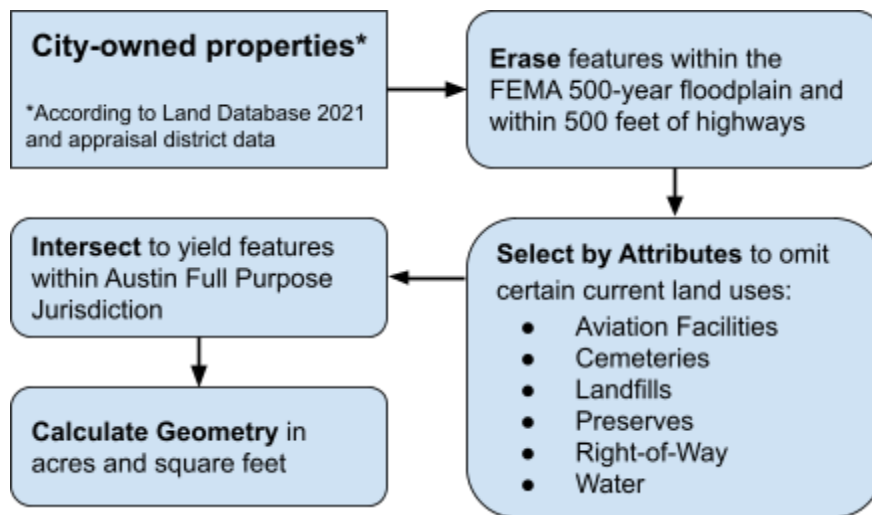 City-owned properties*
*According to Land Database 2021
and appraisal district data
Erase features within the
FEMA 500-year floodplain and
within 500 feet of highways
Select by Attributes to omit
certain current land uses:
● Aviation Facilities
● Cemeteries
● Landfills
● Preserves
● Right-of-Way
● Water
Intersect to yield features
within Austin Full Purpose
Jurisdiction
Calculate Geometry in
acres and square feet